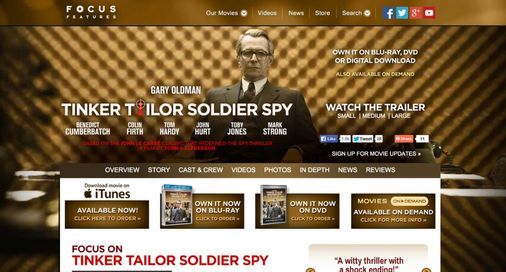 FOCUS
FEATURES
Our Movies
Videos
News
Store
Search
OWN IT ON BLU-RAY, DVD
OR DIGITAL DOWNLOAD
ALSO AVAILABLE ON DEMAND
GARY OLDMAN
TINKER TAILOR SOLDIER SPY
BENEDICT CUMBERBATCH
COLIN FIRTH
TOM HARDY
JOHN HURT
TOBY JONES
MARK STRONG
BASED ON THE JOHN LE CARRÉ CLASSIC THAT REDEFINED THE SPY THRILLER
A FILM BY TOMAS ALFREDSON
WATCH THE TRAILER
SMALL | MEDIUM | LARGE
Like
Tweet
Share
11
SIGN UP FOR MOVIE UPDATES »
OVERVIEW STORY CAST & CREW VIDEOS PHOTOS IN DEPTH NEWS REVIEWS
Download movie on
iTunes
AVAILABLE NOW!
CLICK HERE TO ORDER »
OWN IT NOW
ON BLU-RAY
CLICK HERE TO ORDER »
OWN IT NOW
ON DVD
CLICK HERE TO ORDER »
MOVIES ON DEMAND
AVAILABLE
ON DEMAND
CLICK FOR MORE INFO »
FOCUS ON
TINKER TAILOR SOLDIER SPY
"A witty thriller with
a shock ending!"